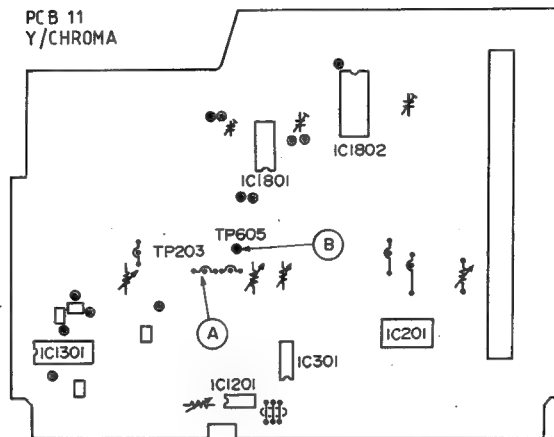 PCB 11
Y/CHROMA
IC1802
IC1801
TP605
B
TP203
A
IC1301
IC201
IC301
IC1201